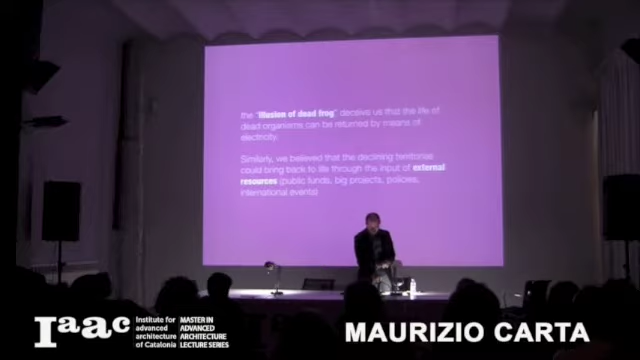 the "illusion of dead frog" deceive us that the life of
dead organisms can be returned by means of
electricity.
Similarly, we believed that the declining territories
could bring back to life through the input of external
resources (public funds, big projects, policies,
international events)
Iaac
Institute for
advanced
architecture
of Catalonia
MASTER IN
ADVANCED
ARCHITECTURE
LECTURE SERIES
MAURIZIO CARTA